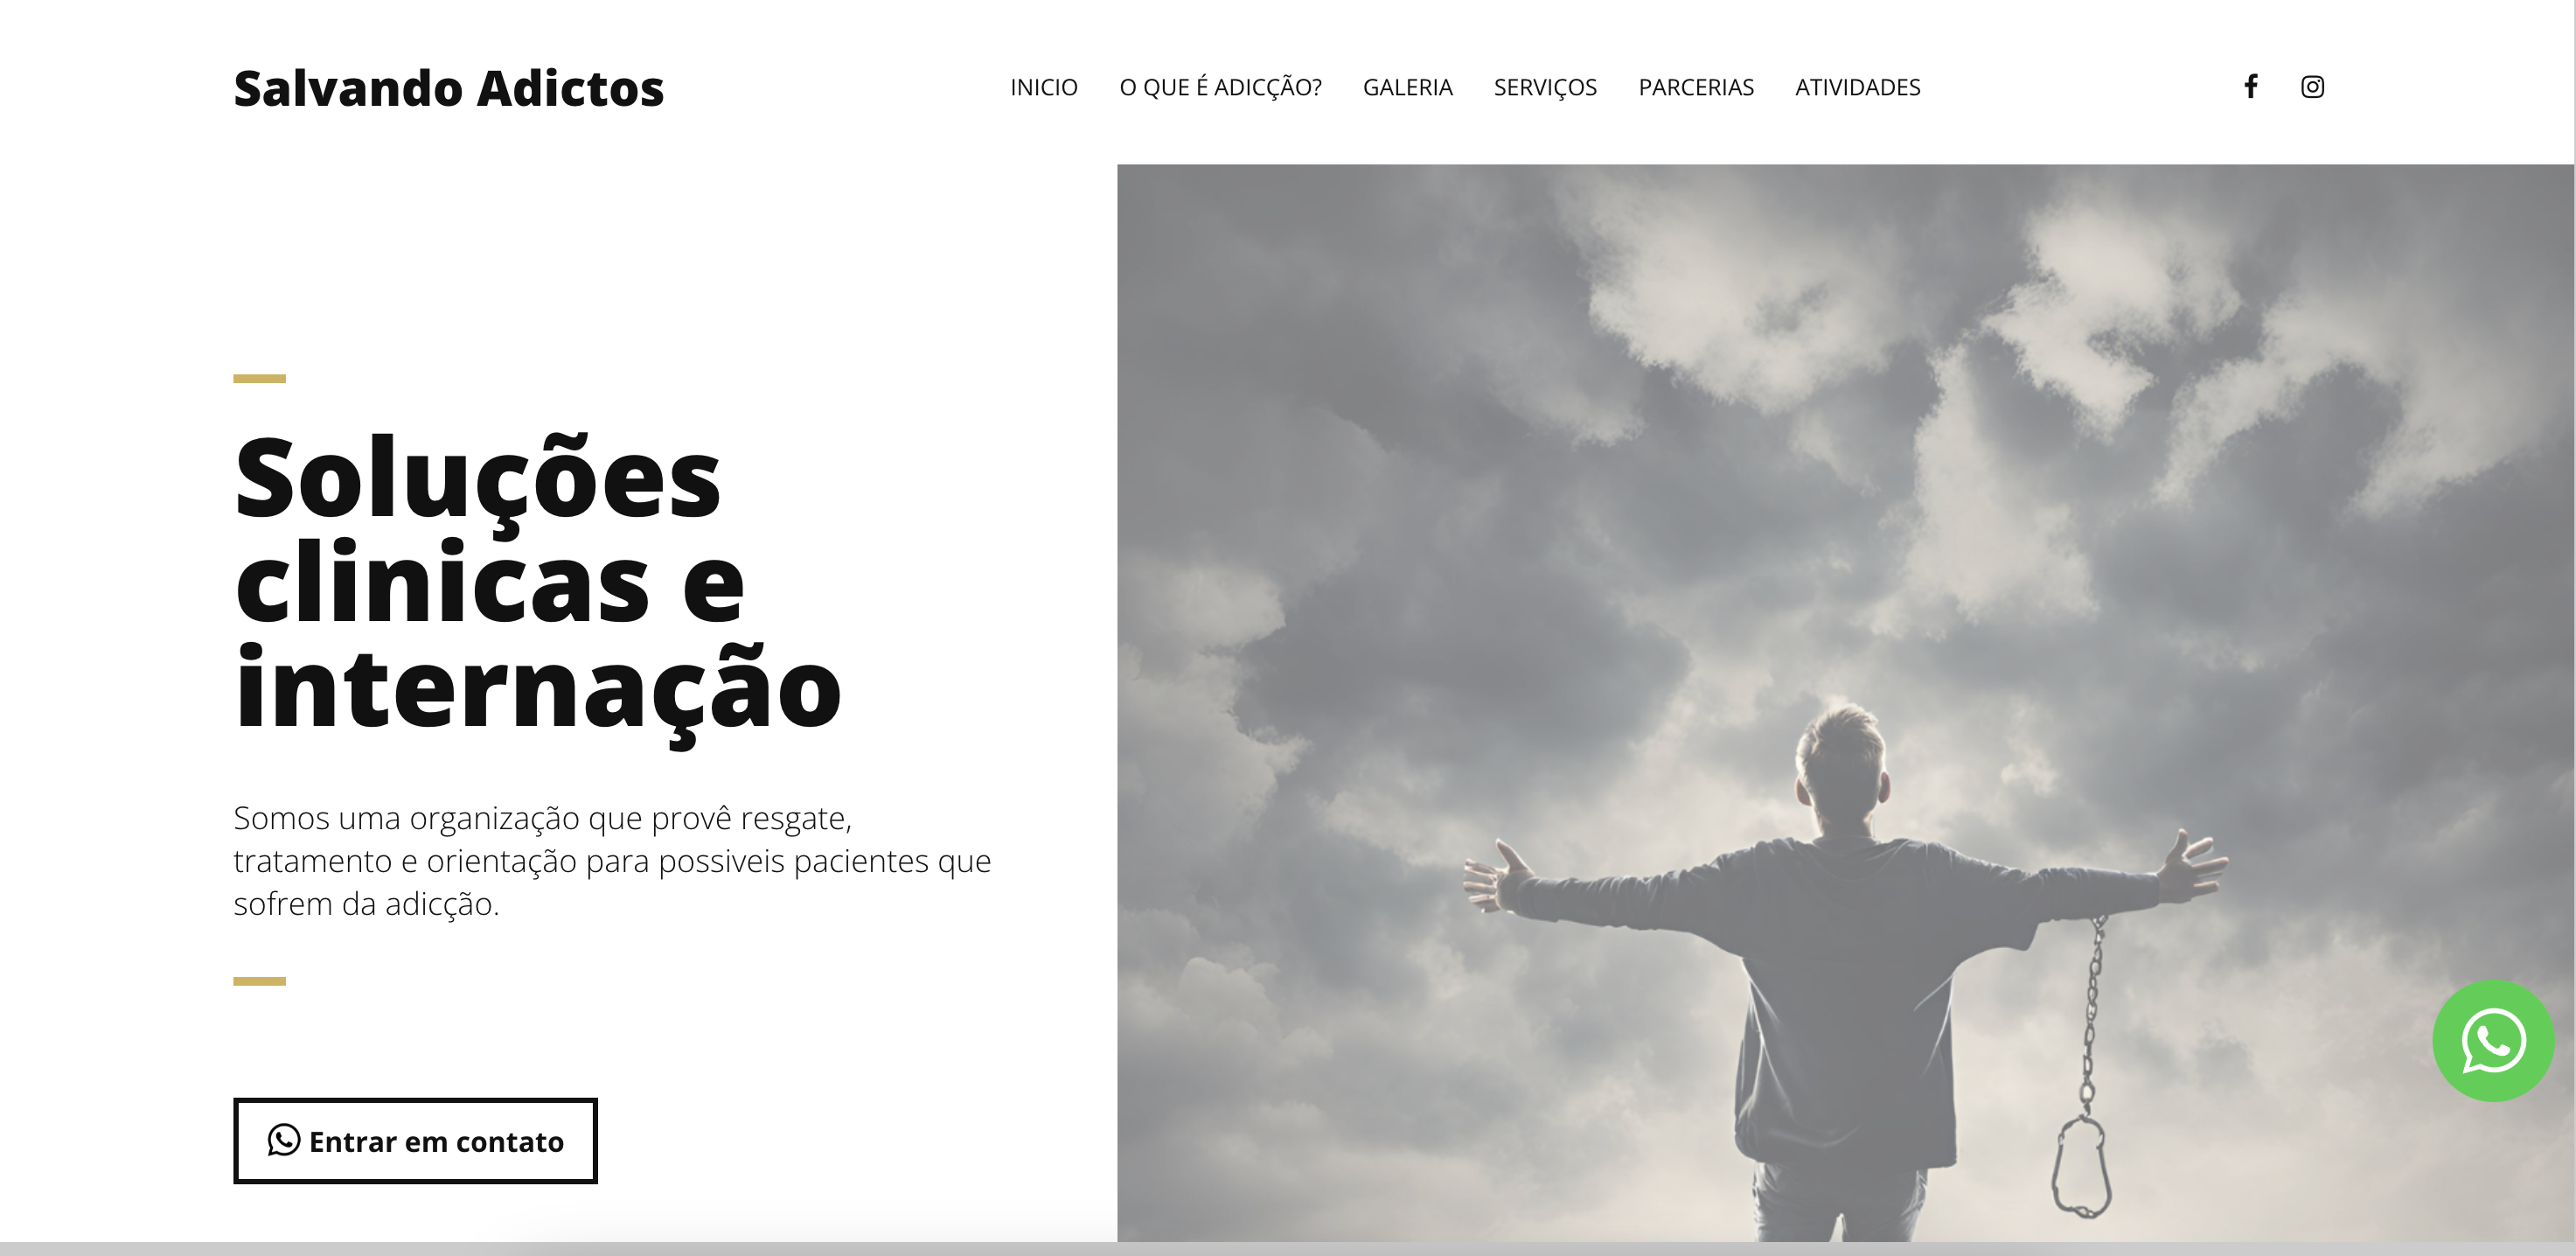 Salvando Adictos
INICIO O QUE É ADICÇÃO? GALERIA SERVIÇOS PARCERIAS ATIVIDADES
Soluções
clinicas e
internação
Somos uma organização que provê resgate,
tratamento e orientação para possiveis pacientes que
sofrem da adicção.
Entrar em contato